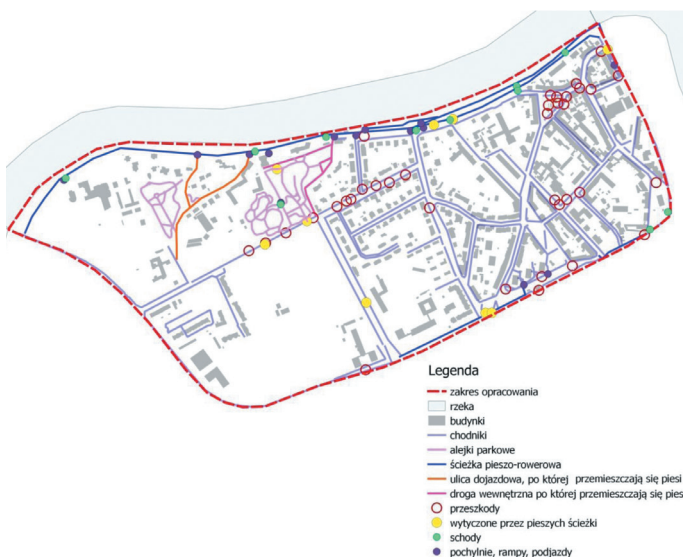 Legenda
zakres opracowania
rzeka
budynki
chodniki
alejki parkowe
ścieżka pieszo-rowerowa
ulica dojazdowa, po której przemieszczają się piesi
droga wewnętrzna po której przemieszczają się pies
przeszkody
wytyczone przez pieszych ścieżki
schody
pochylnie, rampy, podjazdy